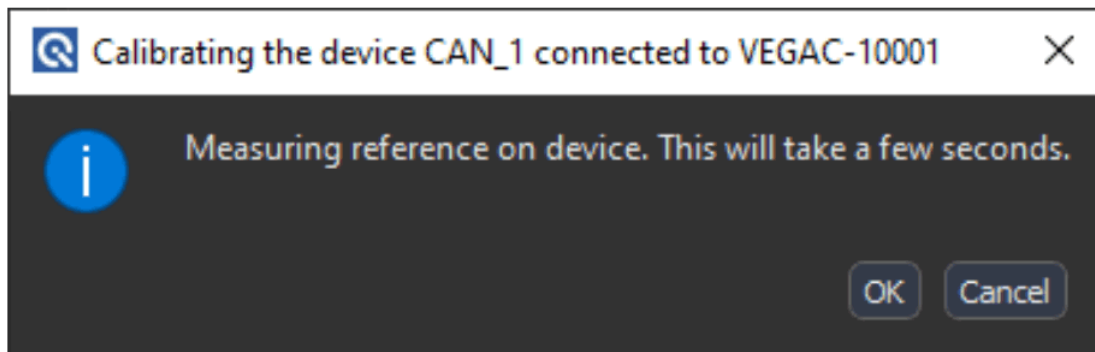 Calibrating the device CAN_1 connected to VEGAC-10001
Measuring reference on device. This will take a few seconds.
OK Cancel